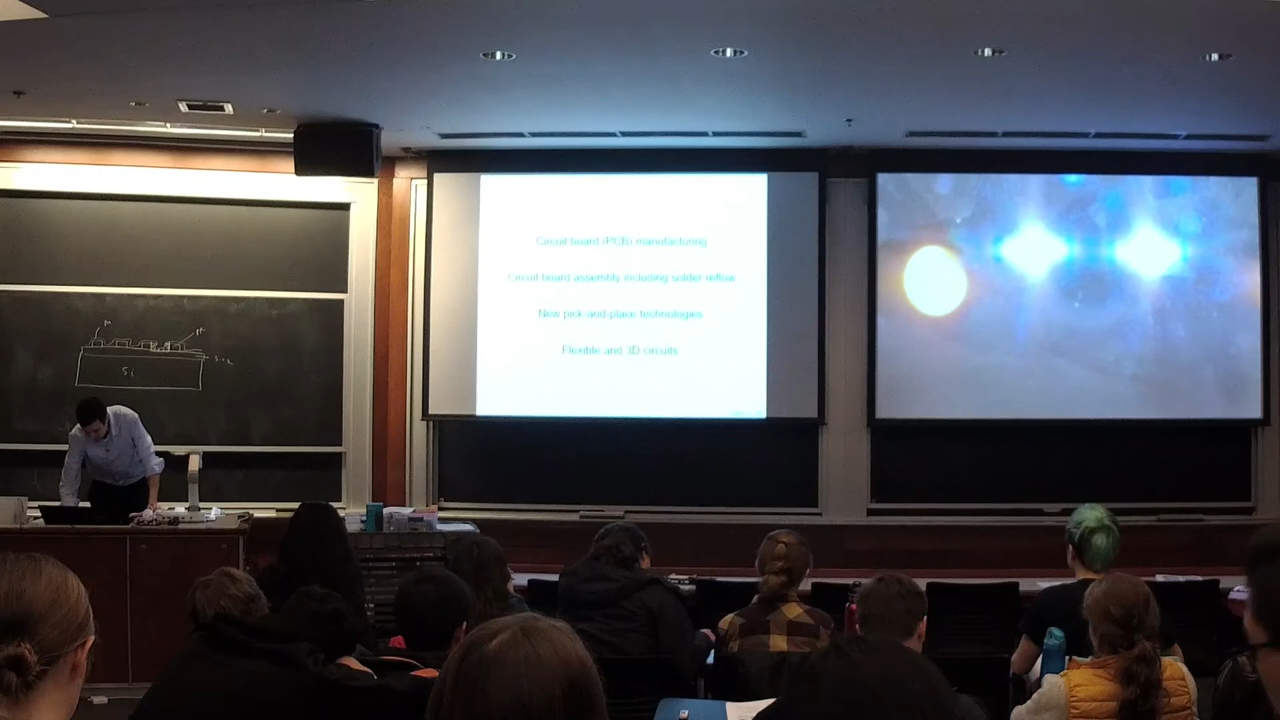 Circuit board (PCB) manufacturing
Circuit board assembly including solder reflow
New pick-and-place technologies
Flexible and 3D circuits
Si